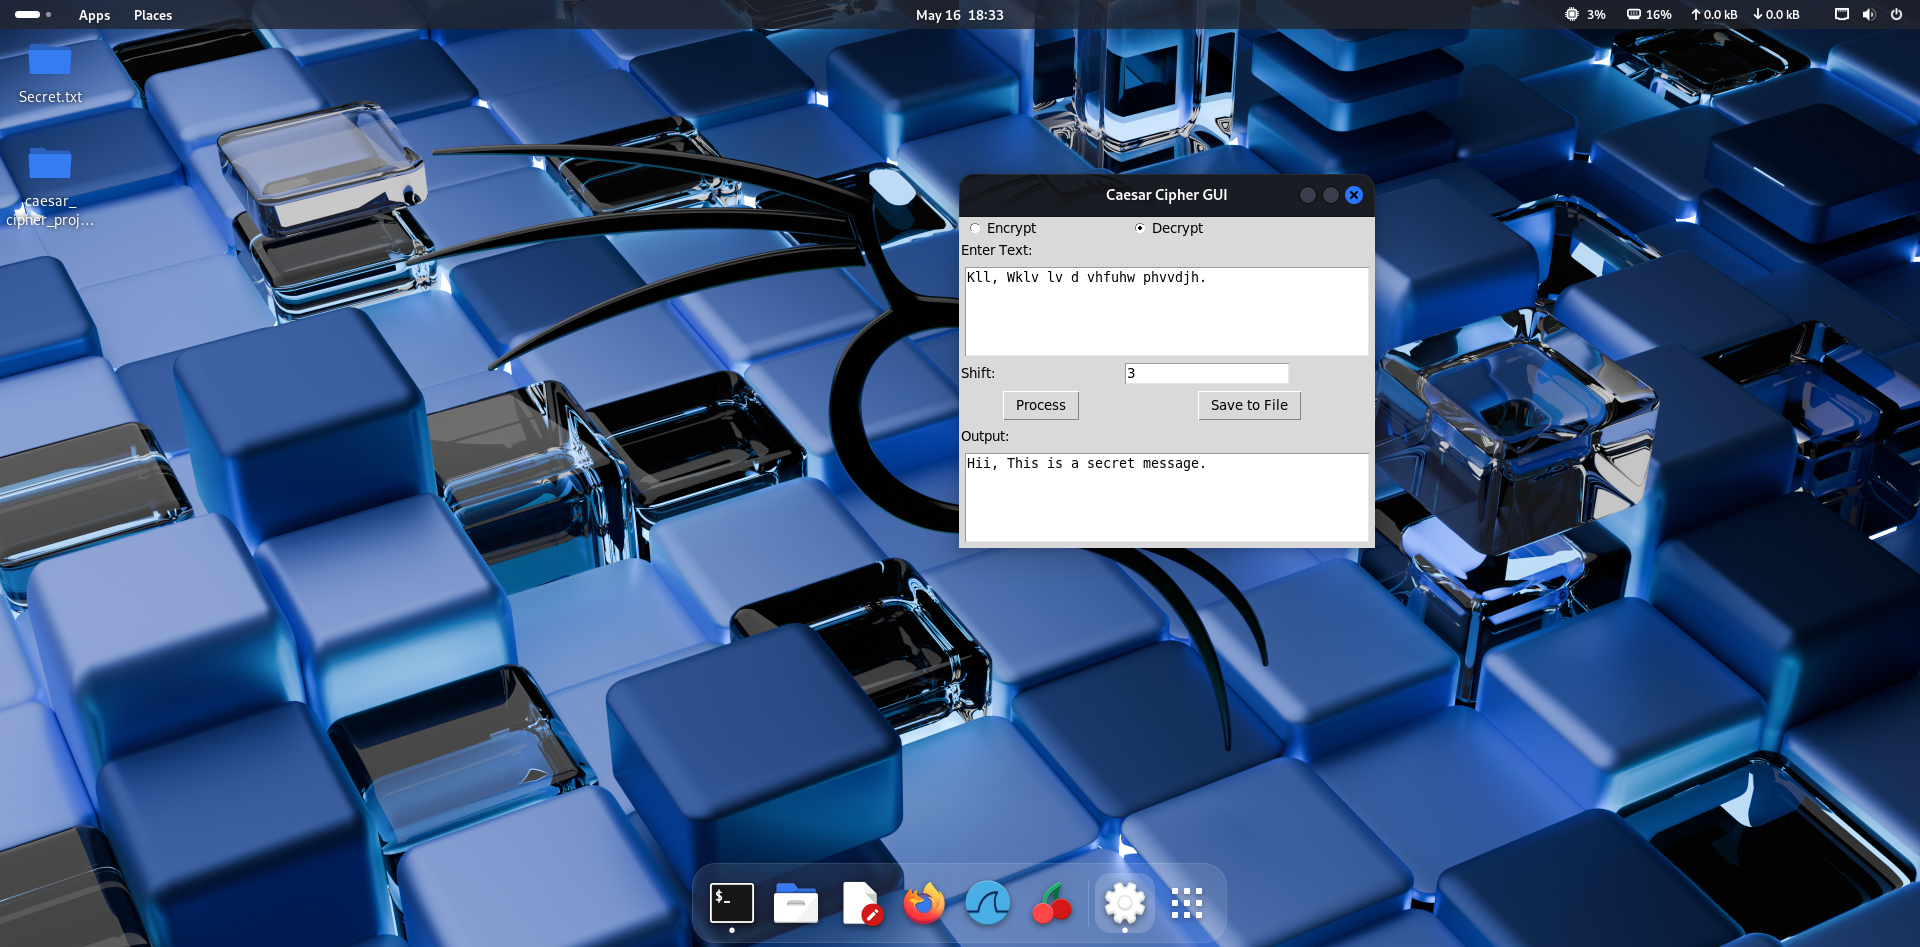 Apps Places May 16 18:33 3% 16% 0.0 kB 0.0 kB
Secret.txt
caesar_
cipher_proj...
Caesar Cipher GUI
Encrypt Decrypt
Enter Text:
Kll, Wklv lv d vhfuhw phvvdjh.
Shift: 3
Process Save to File
Output:
Hii, This is a secret message.
$_